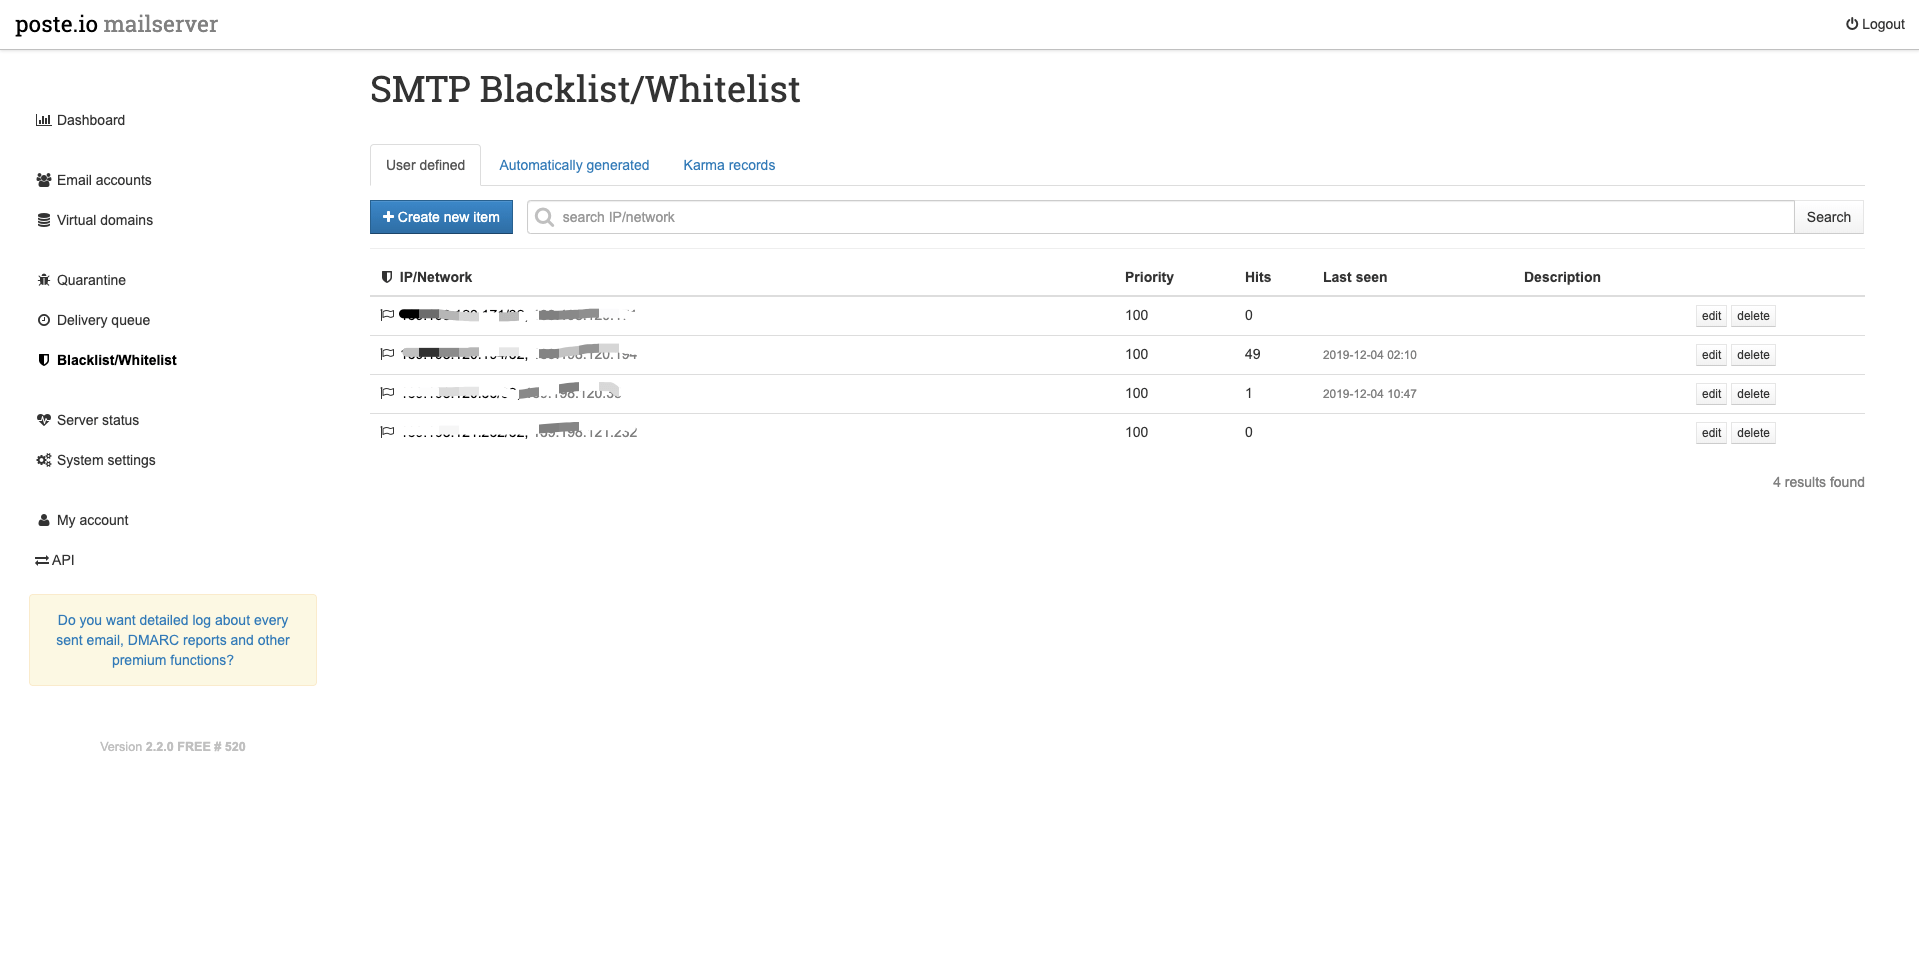 poste.io mailserver
Logout
Dashboard
Email accounts
Virtual domains
Quarantine
Delivery queue
Blacklist/Whitelist
Server status
System settings
My account
API
Do you want detailed log about every
sent email, DMARC reports and other
premium functions?
Version 2.2.0 FREE # 520
SMTP Blacklist/Whitelist
User defined Automatically generated Karma records
Create new item search IP/network Search
IP/Network Priority Hits Last seen Description
100 0 edit delete
100 49 2019-12-04 02:10 edit delete
100 1 2019-12-04 10:47 edit delete
100 0 edit delete
4 results found